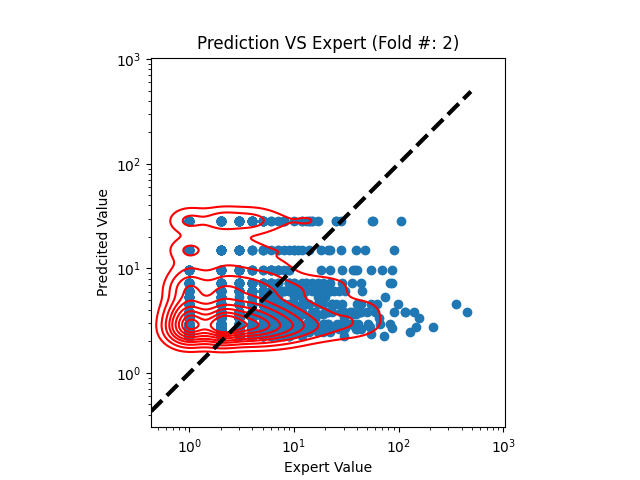 Prediction VS Expert (Fold #: 2)
10³
10²
10¹
10⁰
Predcited Value
10⁰ 10¹ 10² 10³
Expert Value